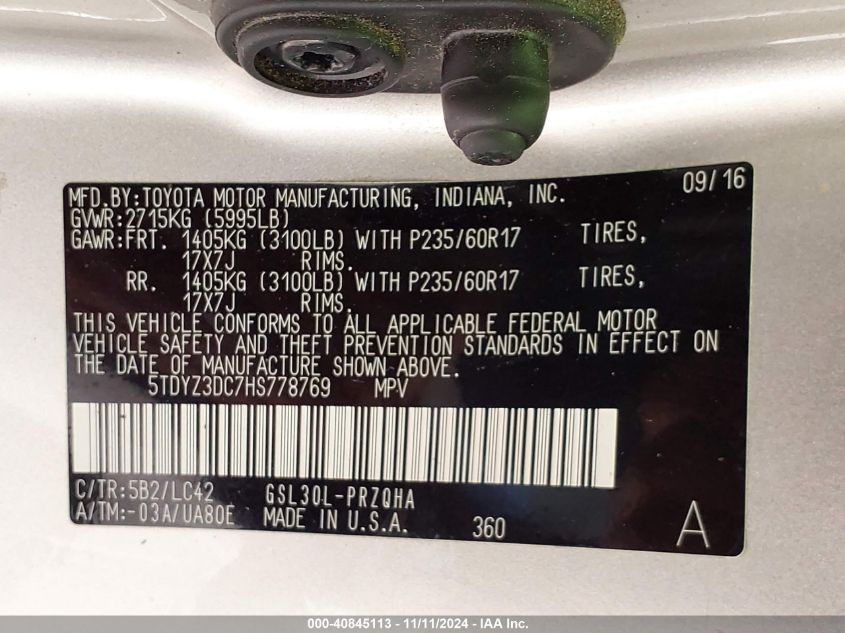 MFD.BY:TOYOTA MOTOR MANUFACTURING, INDIANA, INC. 09/16
GVWR:2715KG (5995LB)
GAWR:FRT. 1405KG (3100LB) WITH P235/60R17 TIRES,
17X7J RIMS.
RR. 1405KG (3100LB) WITH P235/60R17 TIRES,
17X7J RIMS.
THIS VEHICLE CONFORMS TO ALL APPLICABLE FEDERAL MOTOR
VEHICLE SAFETY AND THEFT PREVENTION STANDARDS IN EFFECT ON
THE DATE OF MANUFACTURE SHOWN ABOVE.
5TDYZ3DC7HS778769 MPV
C/TR:5B2/LC42 GSL30L-PRZQHA
A/TM:-03A/UA80E MADE IN U.S.A. 360 A
000-40845113 - 11/11/2024 - IAA Inc.